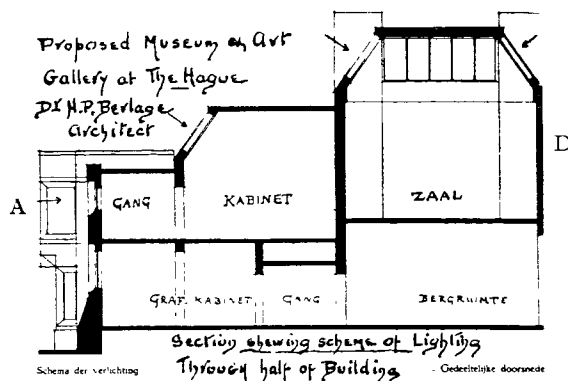 Proposed Museum & Art
Gallery at The Hague
Dr H.P. Berlage
Architect
A
D
GANG
KABINET
ZAAL
GRAF. KABINET
GANG
BERGRUIMTE
Section shewing scheme of Lighting
Through half of Building
Schema der verlichting
- Gedeeltelijke doorsnede